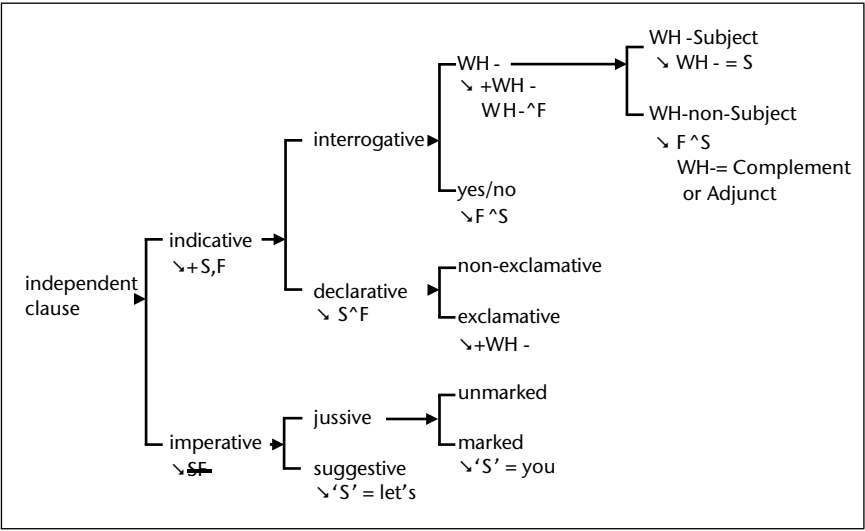 WH -Subject
↘ WH - = S
WH -
↘ +WH -
WH-^F
WH-non-Subject
↘ F ^S
WH-= Complement
or Adjunct
interrogative
yes/no
↘F ^S
indicative
↘+S,F
non-exclamative
independent
clause
declarative
↘ S^F
exclamative
↘+WH -
unmarked
jussive
imperative
↘SF
marked
↘‘S’ = you
suggestive
↘‘S’ = let’s